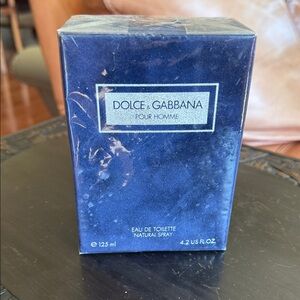 DOLCE & GABBANA
POUR HOMME
EAU DE TOILETTE
NATURAL SPRAY
℮ 125 ml 4.2 US FL.OZ.